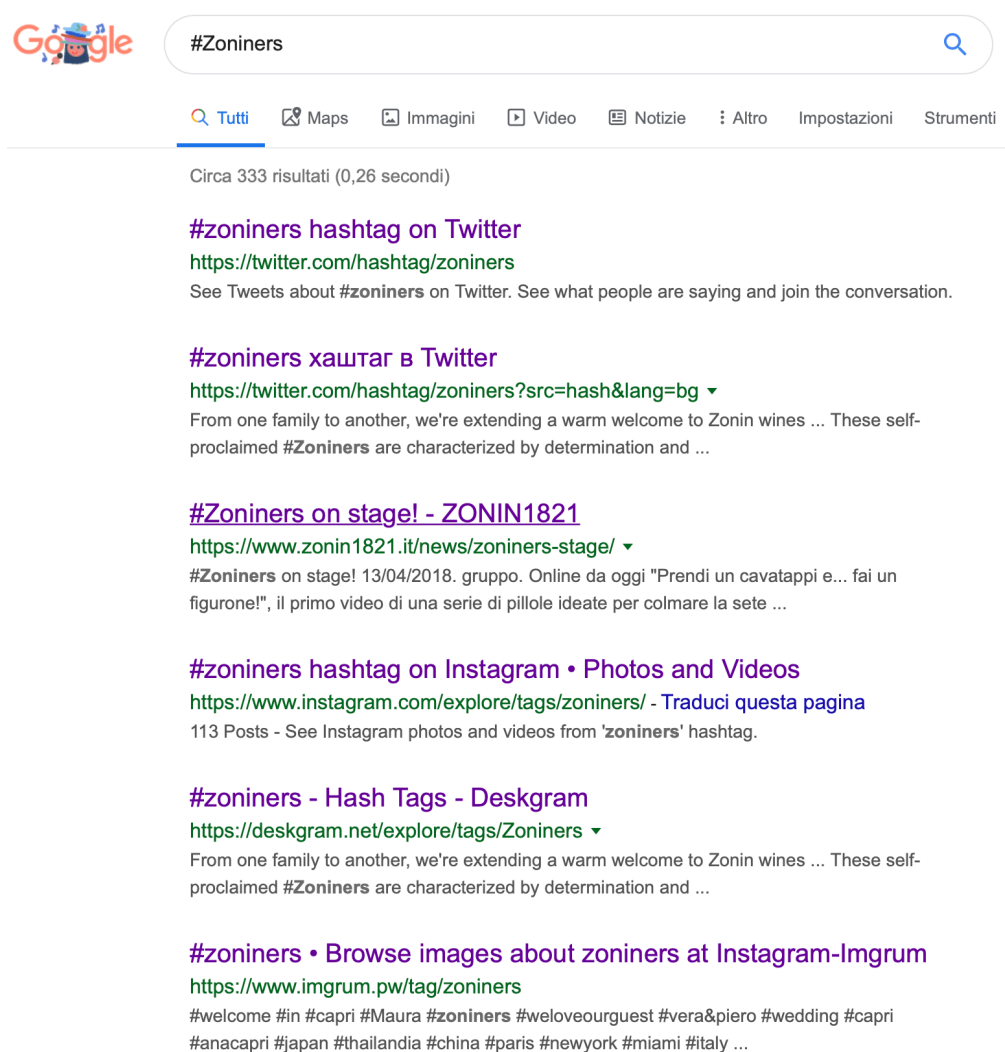 Google
#Zoniners
Tutti Maps Immagini Video Notizie Altro Impostazioni Strumenti
Circa 333 risultati (0,26 secondi)
#zoniners hashtag on Twitter
https://twitter.com/hashtag/zoniners
See Tweets about #zoniners on Twitter. See what people are saying and join the conversation.
#zoniners хаштаг в Twitter
https://twitter.com/hashtag/zoniners?src=hash&lang=bg
From one family to another, we're extending a warm welcome to Zonin wines ... These self-
proclaimed #Zoniners are characterized by determination and ...
#Zoniners on stage! - ZONIN1821
https://www.zonin1821.it/news/zoniners-stage/
#Zoniners on stage! 13/04/2018. gruppo. Online da oggi "Prendi un cavatappi e... fai un
figurone!", il primo video di una serie di pillole ideate per colmare la sete ...
#zoniners hashtag on Instagram • Photos and Videos
https://www.instagram.com/explore/tags/zoniners/ - Traduci questa pagina
113 Posts - See Instagram photos and videos from 'zoniners' hashtag.
#zoniners - Hash Tags - Deskgram
https://deskgram.net/explore/tags/Zoniners
From one family to another, we're extending a warm welcome to Zonin wines ... These self-
proclaimed #Zoniners are characterized by determination and ...
#zoniners • Browse images about zoniners at Instagram-Imgrum
https://www.imgrum.pw/tag/zoniners
#welcome #in #capri #Maura #zoniners #weloveourguest #vera&piero #wedding #capri
#anacapri #japan #thailandia #china #paris #newyork #miami #italy ...